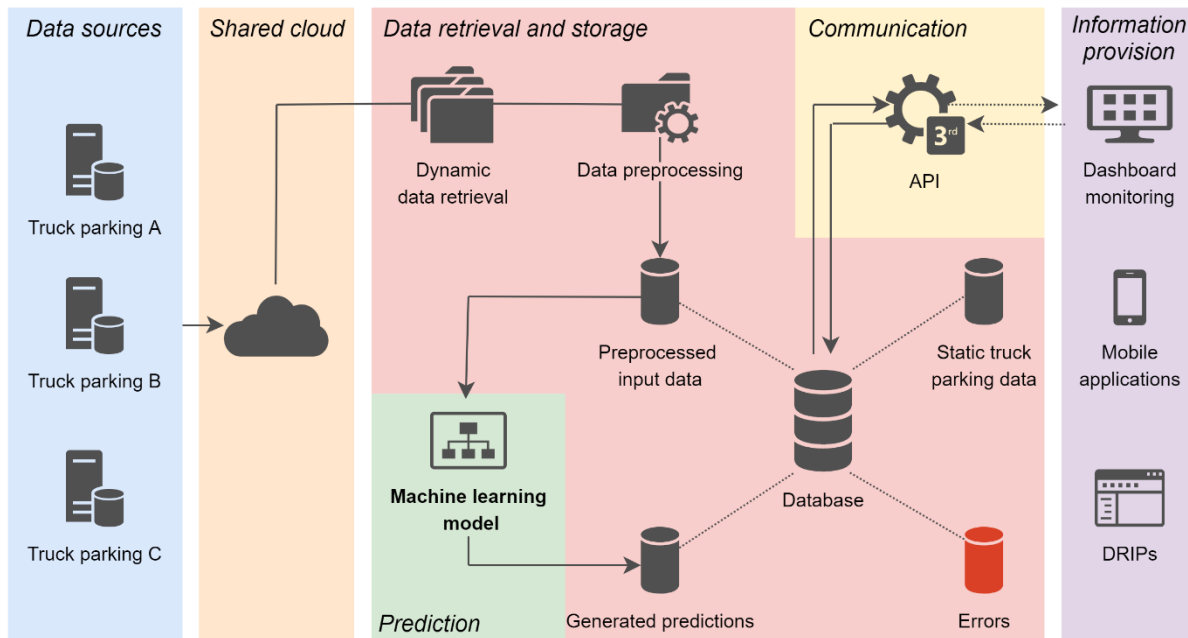 Data sources
Shared cloud
Data retrieval and storage
Communication
Information
provision
Truck parking A
Truck parking B
Truck parking C
Dynamic
data retrieval
Data preprocessing
3rd
API
Dashboard
monitoring
Preprocessed
input data
Static truck
parking data
Mobile
applications
Machine learning
model
Database
DRIPs
Prediction
Generated predictions
Errors